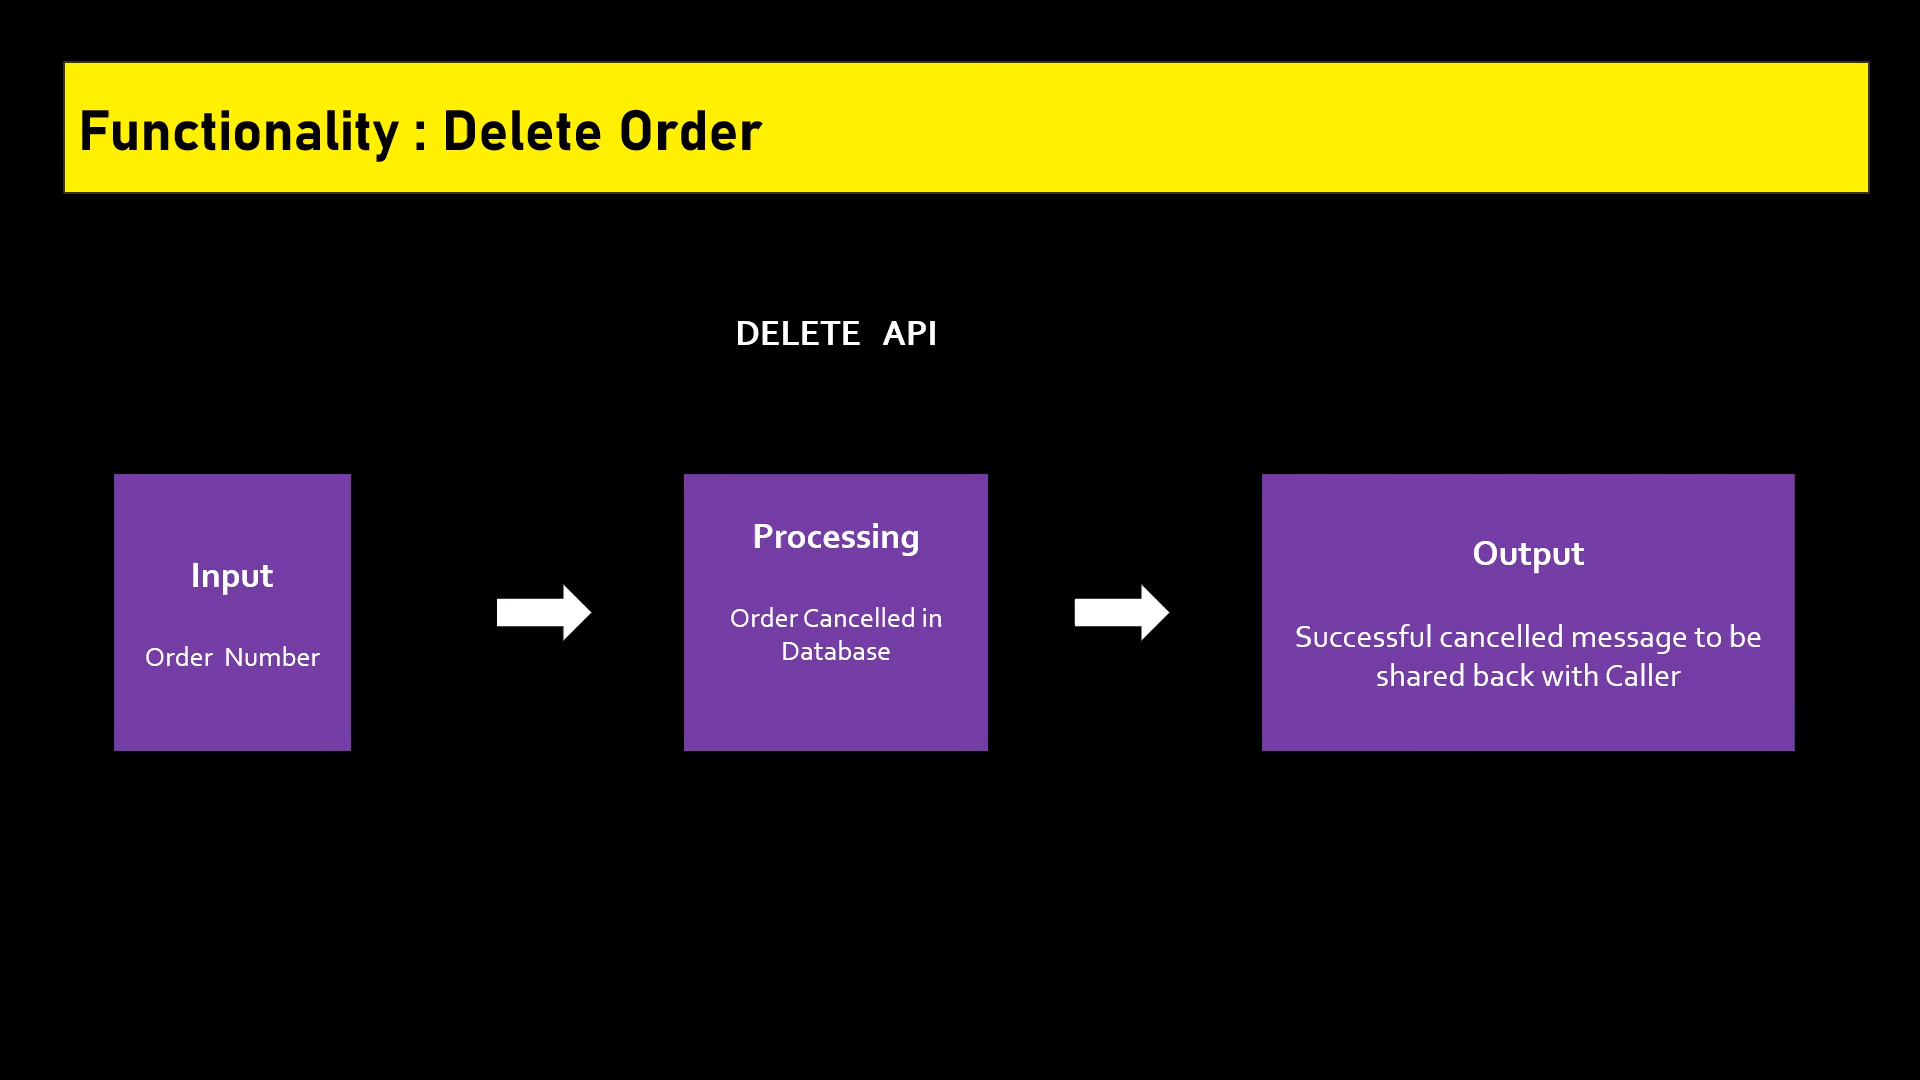 Functionality : Delete Order
DELETE API
Input
Order Number
Processing
Order Cancelled in
Database
Output
Successful cancelled message to be
shared back with Caller